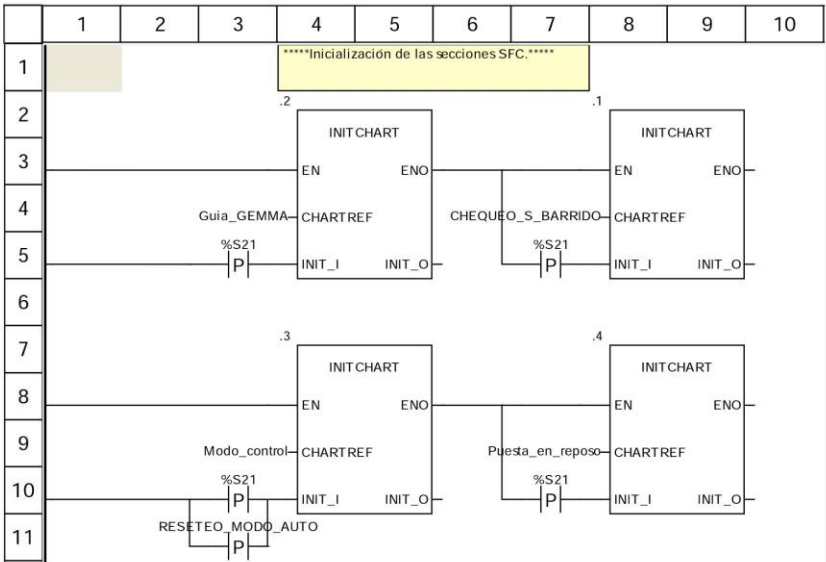 1 2 3 4 5 6 7 8 9 10
1
*****Inicialización de las secciones SFC.*****
2
.2
.1
INITCHART
INITCHART
3
EN ENO
EN ENO
4
Guia_GEMMA CHARTREF
CHEQUEO_S_BARRIDO CHARTREF
5
%S21
%S21
P INIT_I INIT_O
P INIT_I INIT_O
6
7
.3
.4
INITCHART
INITCHART
8
EN ENO
EN ENO
9
Modo_control CHARTREF
Puesta_en_reposo CHARTREF
10
%S21
%S21
P INIT_I INIT_O
P INIT_I INIT_O
11
RESETEO_MODO_AUTO
P